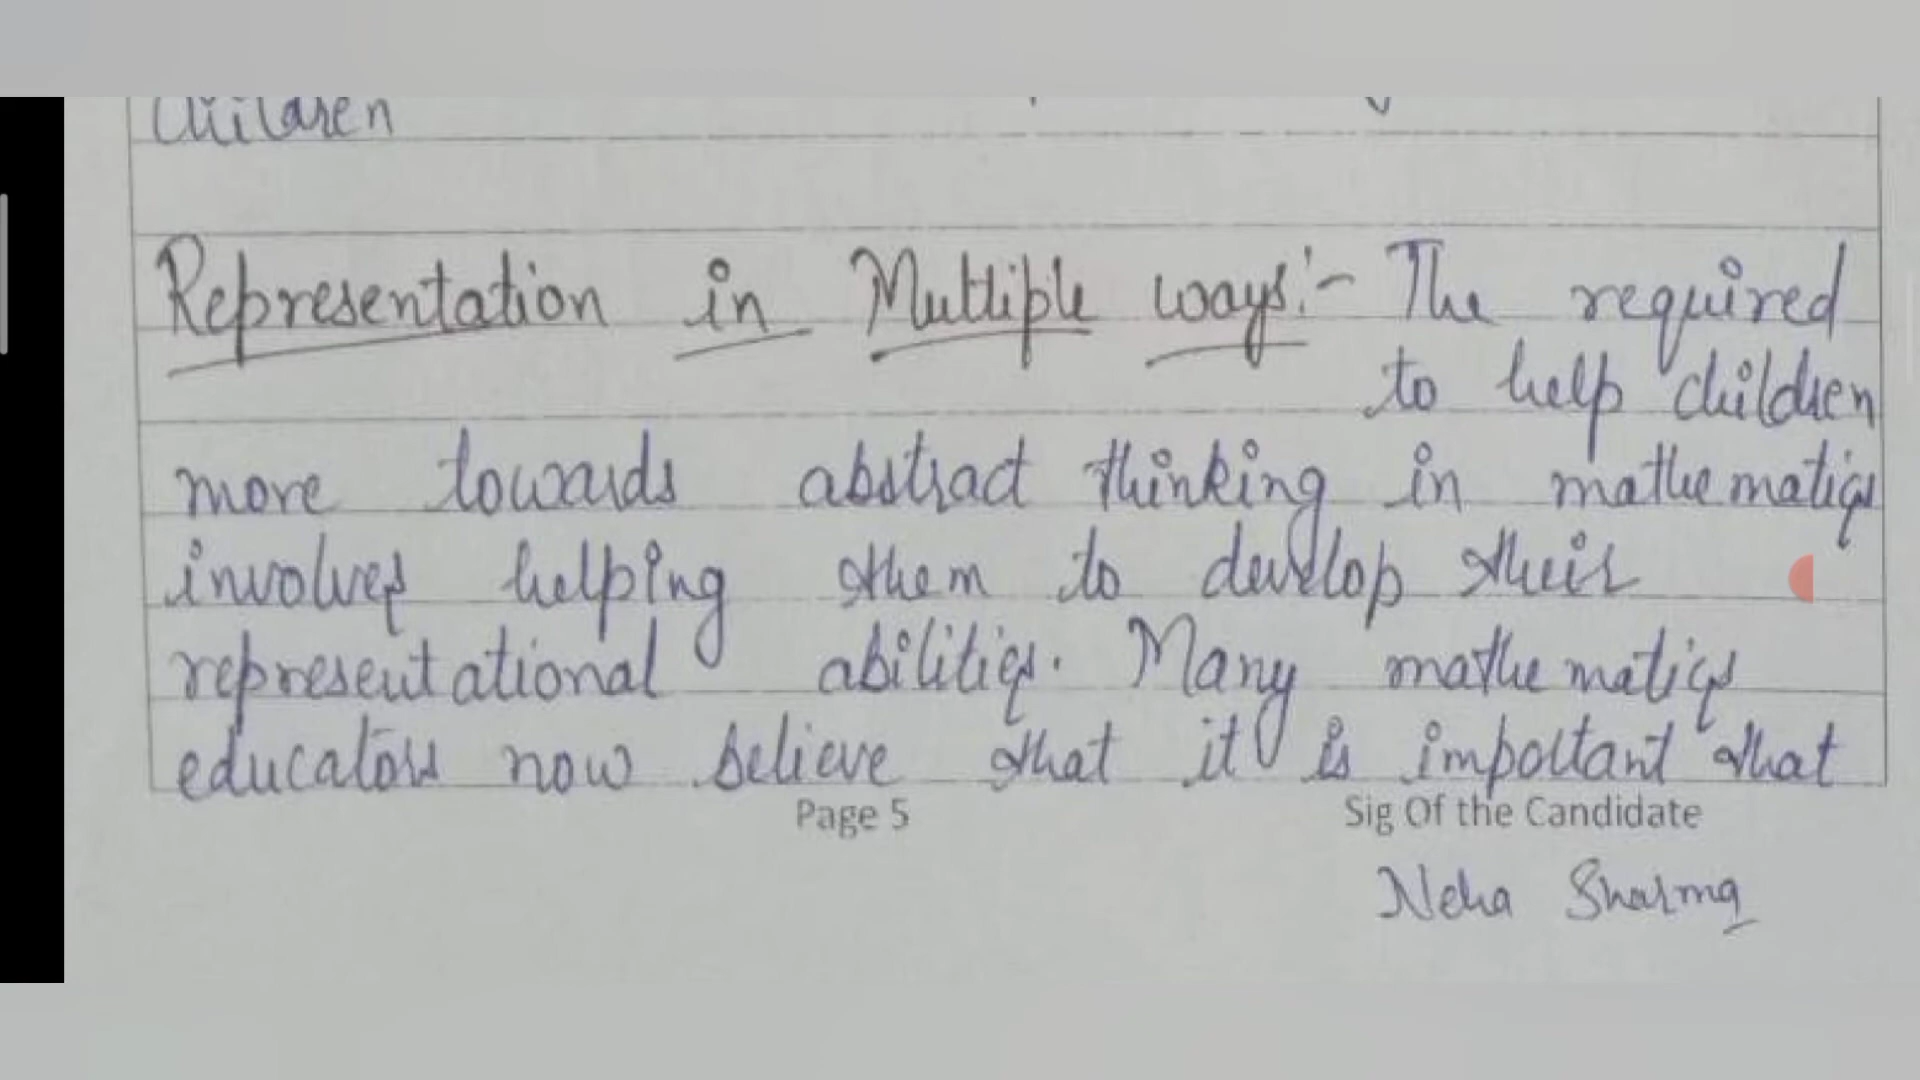 Children
Representation in Multiple ways:- The required
to help children
more towards abstract thinking in mathematics
involves helping them to develop their
representational abilities. Many mathematics
educators now believe that it is important that
Page 5 Sig Of the Candidate
Neha Sharma